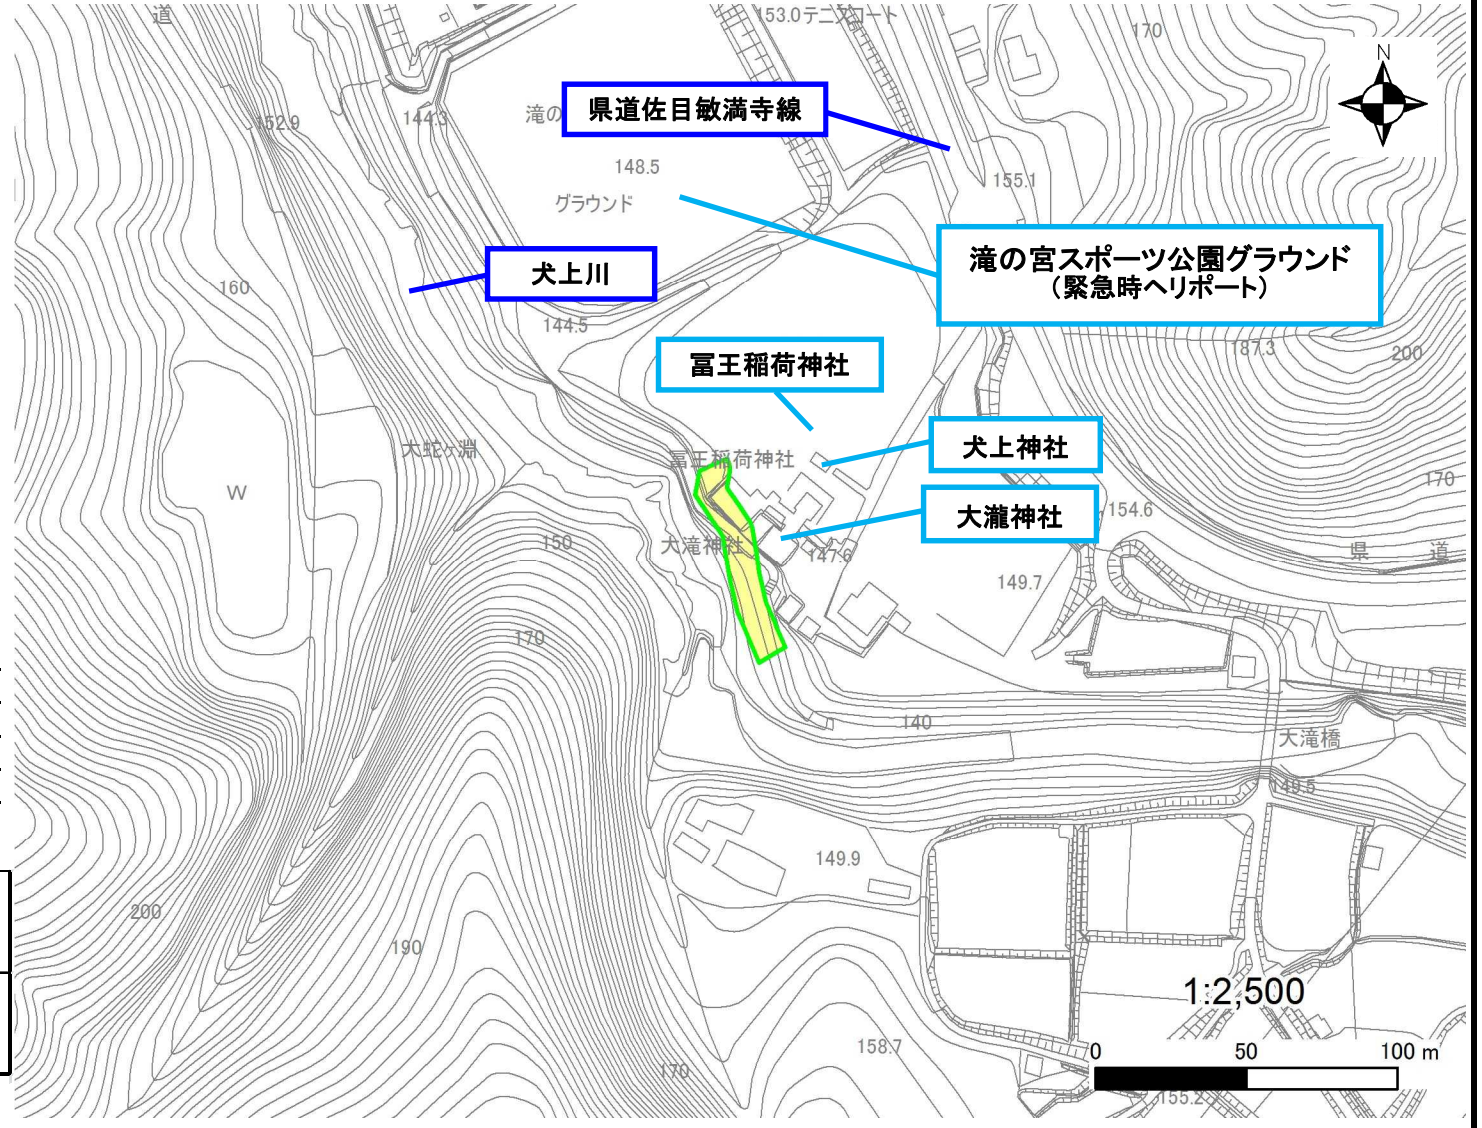 道
153.0テニスコート
170
N
県道佐目敏満寺線
滝の
152.9
144.3
148.5
155.1
グラウンド
滝の宮スポーツ公園グラウンド
(緊急時ヘリポート)
犬上川
160
144.5
187.3
200
冨王稲荷神社
犬上神社
大蛇ヶ淵
冨王稲荷神社
170
W
大瀧神社
154.6
150
大滝神社
147.6
県 道
149.7
170
140
大滝橋
149.5
149.9
200
190
1:2,500
158.7
0 50 100 m
170
155.2